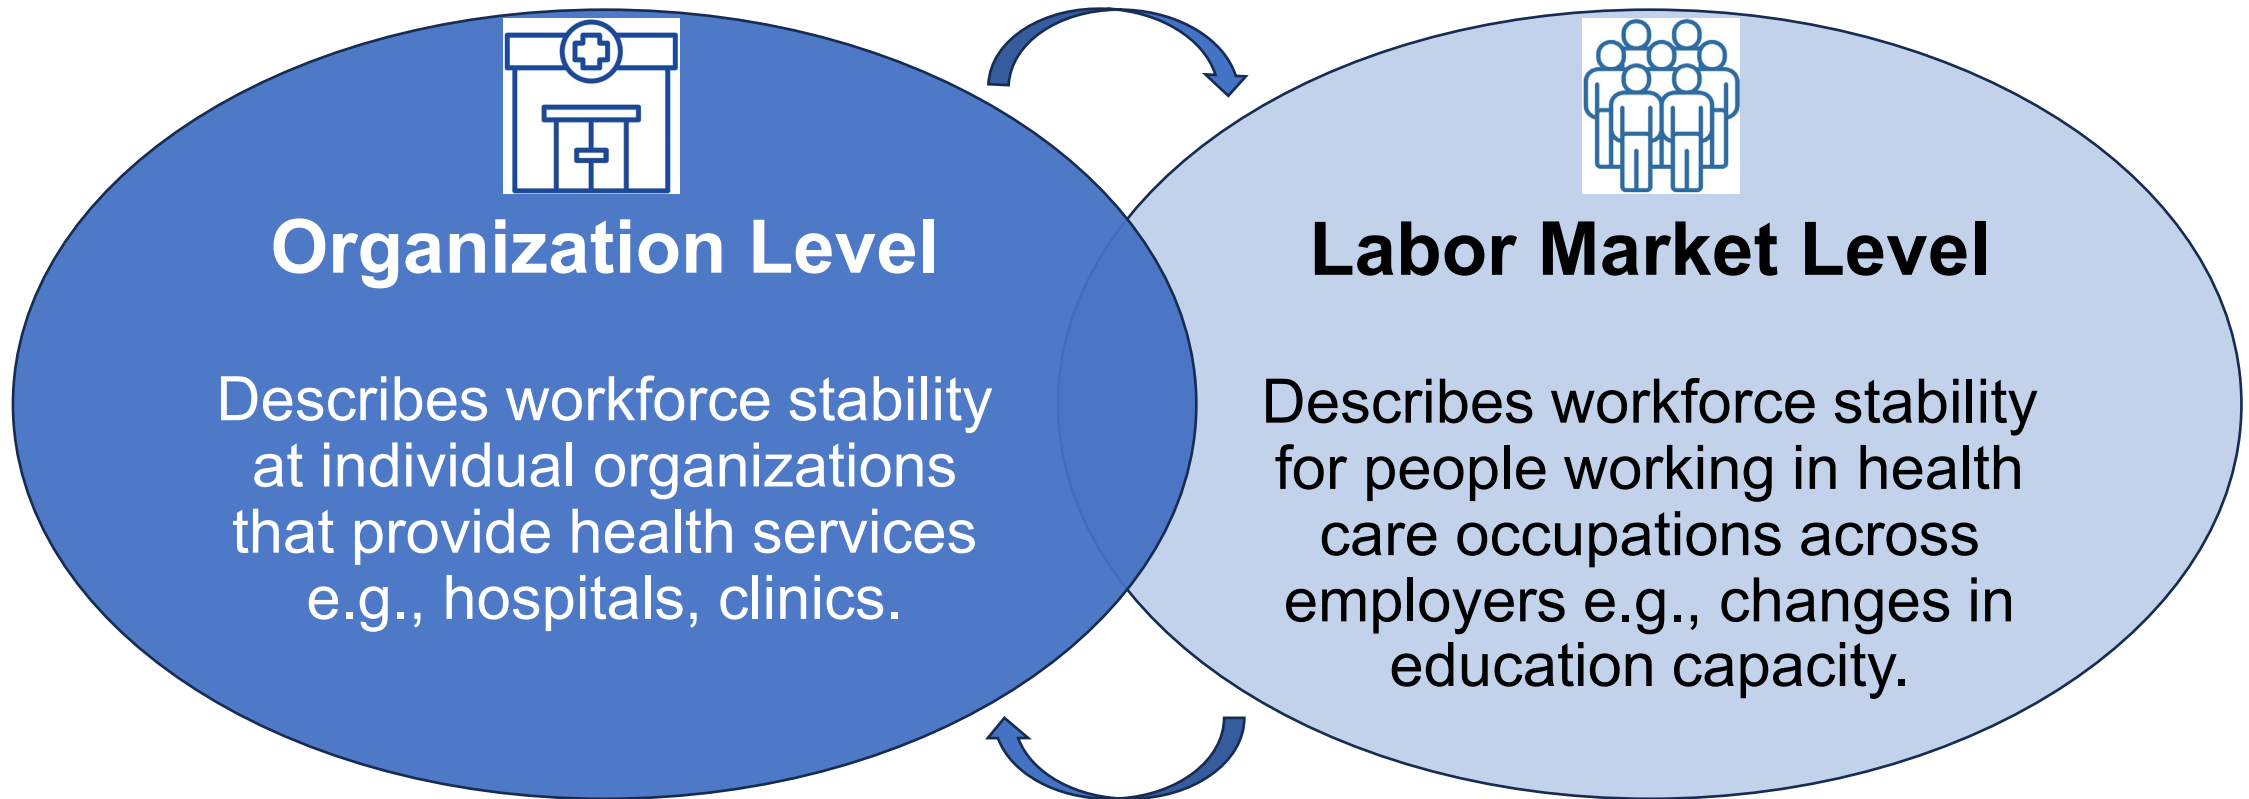 Organization Level
Describes workforce stability
at individual organizations
that provide health services
e.g., hospitals, clinics.
Labor Market Level
Describes workforce stability
for people working in health
care occupations across
employers e.g., changes in
education capacity.